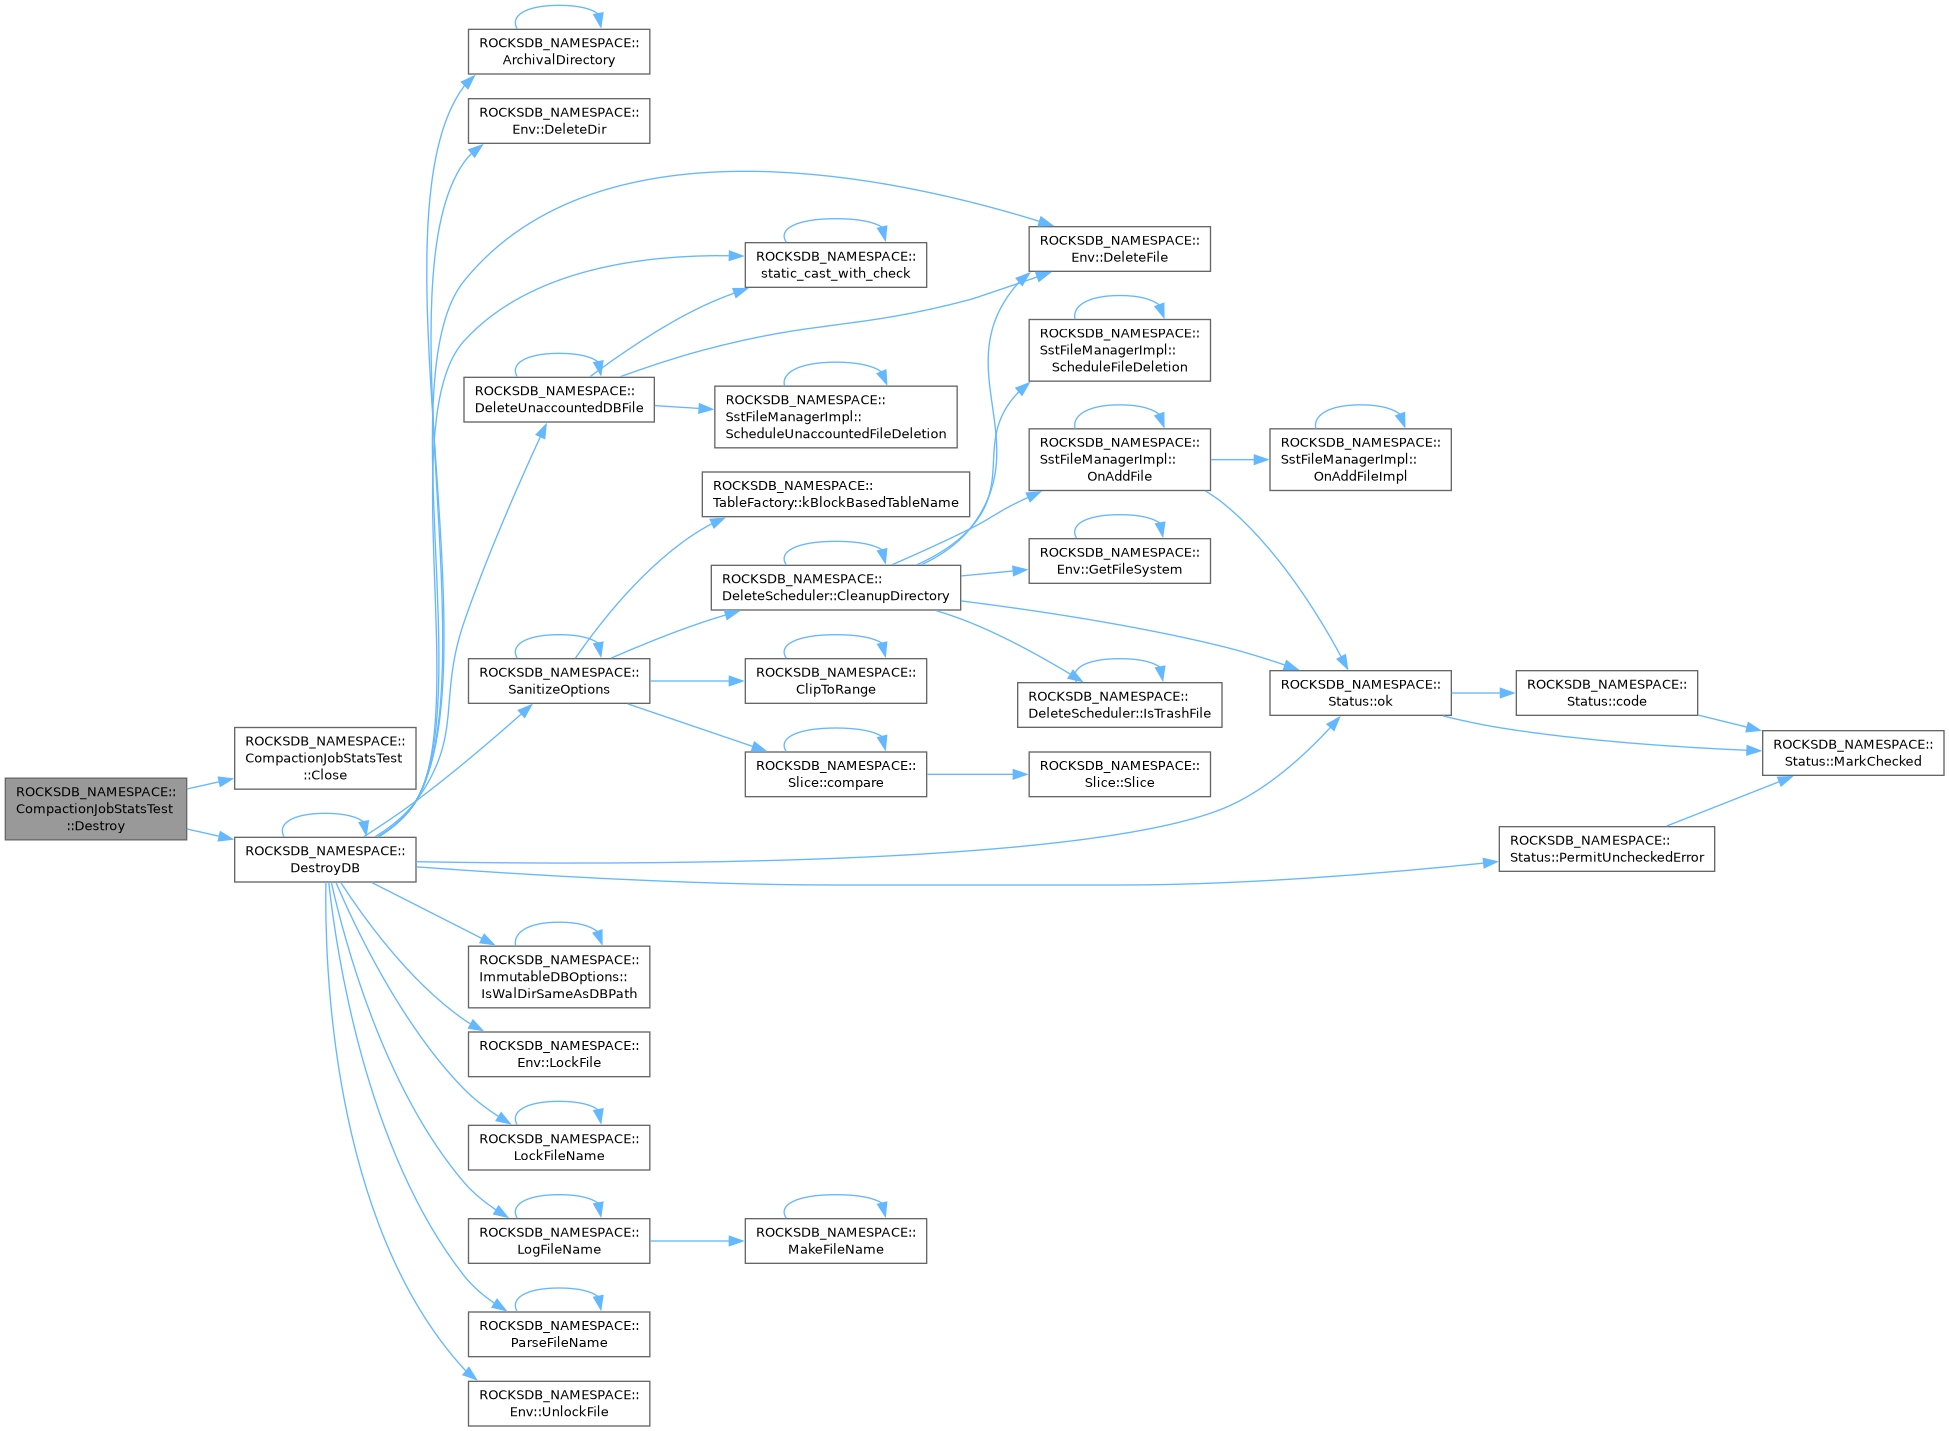 ROCKSDB_NAMESPACE::
ArchivalDirectory
ROCKSDB_NAMESPACE::
Env::DeleteDir
ROCKSDB_NAMESPACE::
Env::DeleteFile
ROCKSDB_NAMESPACE::
static_cast_with_check
ROCKSDB_NAMESPACE::
SstFileManagerImpl::
ScheduleFileDeletion
ROCKSDB_NAMESPACE::
DeleteUnaccountedDBFile
ROCKSDB_NAMESPACE::
SstFileManagerImpl::
ScheduleUnaccountedFileDeletion
ROCKSDB_NAMESPACE::
SstFileManagerImpl::
OnAddFile
ROCKSDB_NAMESPACE::
SstFileManagerImpl::
OnAddFileImpl
ROCKSDB_NAMESPACE::
TableFactory::kBlockBasedTableName
ROCKSDB_NAMESPACE::
Env::GetFileSystem
ROCKSDB_NAMESPACE::
DeleteScheduler::CleanupDirectory
ROCKSDB_NAMESPACE::
SanitizeOptions
ROCKSDB_NAMESPACE::
ClipToRange
ROCKSDB_NAMESPACE::
DeleteScheduler::IsTrashFile
ROCKSDB_NAMESPACE::
Status::ok
ROCKSDB_NAMESPACE::
Status::code
ROCKSDB_NAMESPACE::
CompactionJobStatsTest
::Close
ROCKSDB_NAMESPACE::
Slice::compare
ROCKSDB_NAMESPACE::
Slice::Slice
ROCKSDB_NAMESPACE::
Status::MarkChecked
ROCKSDB_NAMESPACE::
CompactionJobStatsTest
::Destroy
ROCKSDB_NAMESPACE::
DestroyDB
ROCKSDB_NAMESPACE::
Status::PermitUncheckedError
ROCKSDB_NAMESPACE::
ImmutableDBOptions::
IsWalDirSameAsDBPath
ROCKSDB_NAMESPACE::
Env::LockFile
ROCKSDB_NAMESPACE::
LockFileName
ROCKSDB_NAMESPACE::
LogFileName
ROCKSDB_NAMESPACE::
MakeFileName
ROCKSDB_NAMESPACE::
ParseFileName
ROCKSDB_NAMESPACE::
Env::UnlockFile